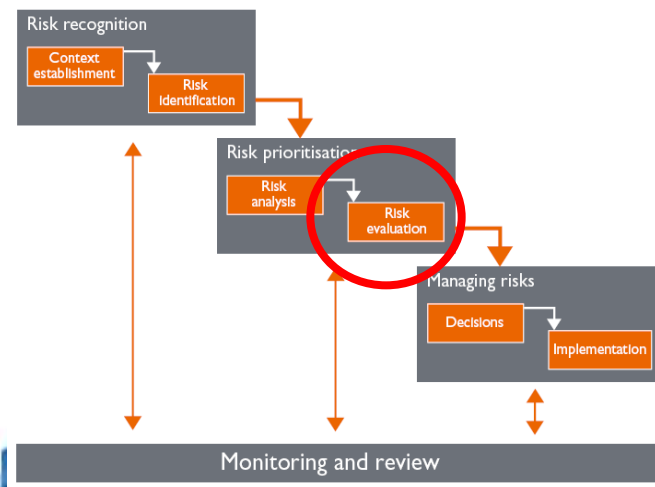 Risk recognition
Context
establishment
Risk
identification
Risk prioritisation
Risk
analysis
Risk
evaluation
Managing risks
Decisions
Implementation
Monitoring and review